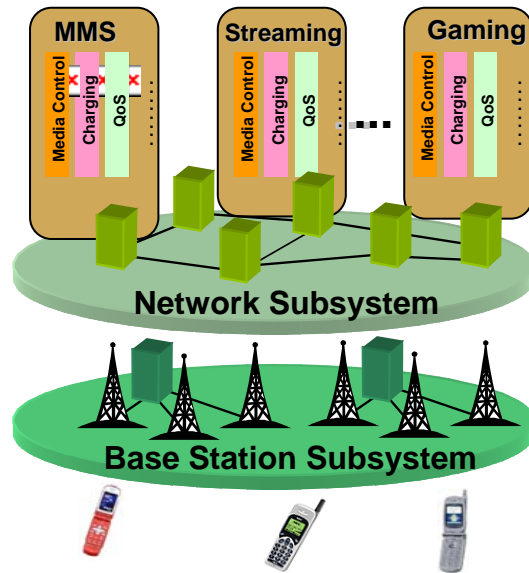 MMS
Streaming
Gaming
Media Control
Charging
QoS
Media Control
Charging
QoS
Media Control
Charging
QoS
Network Subsystem
Base Station Subsystem